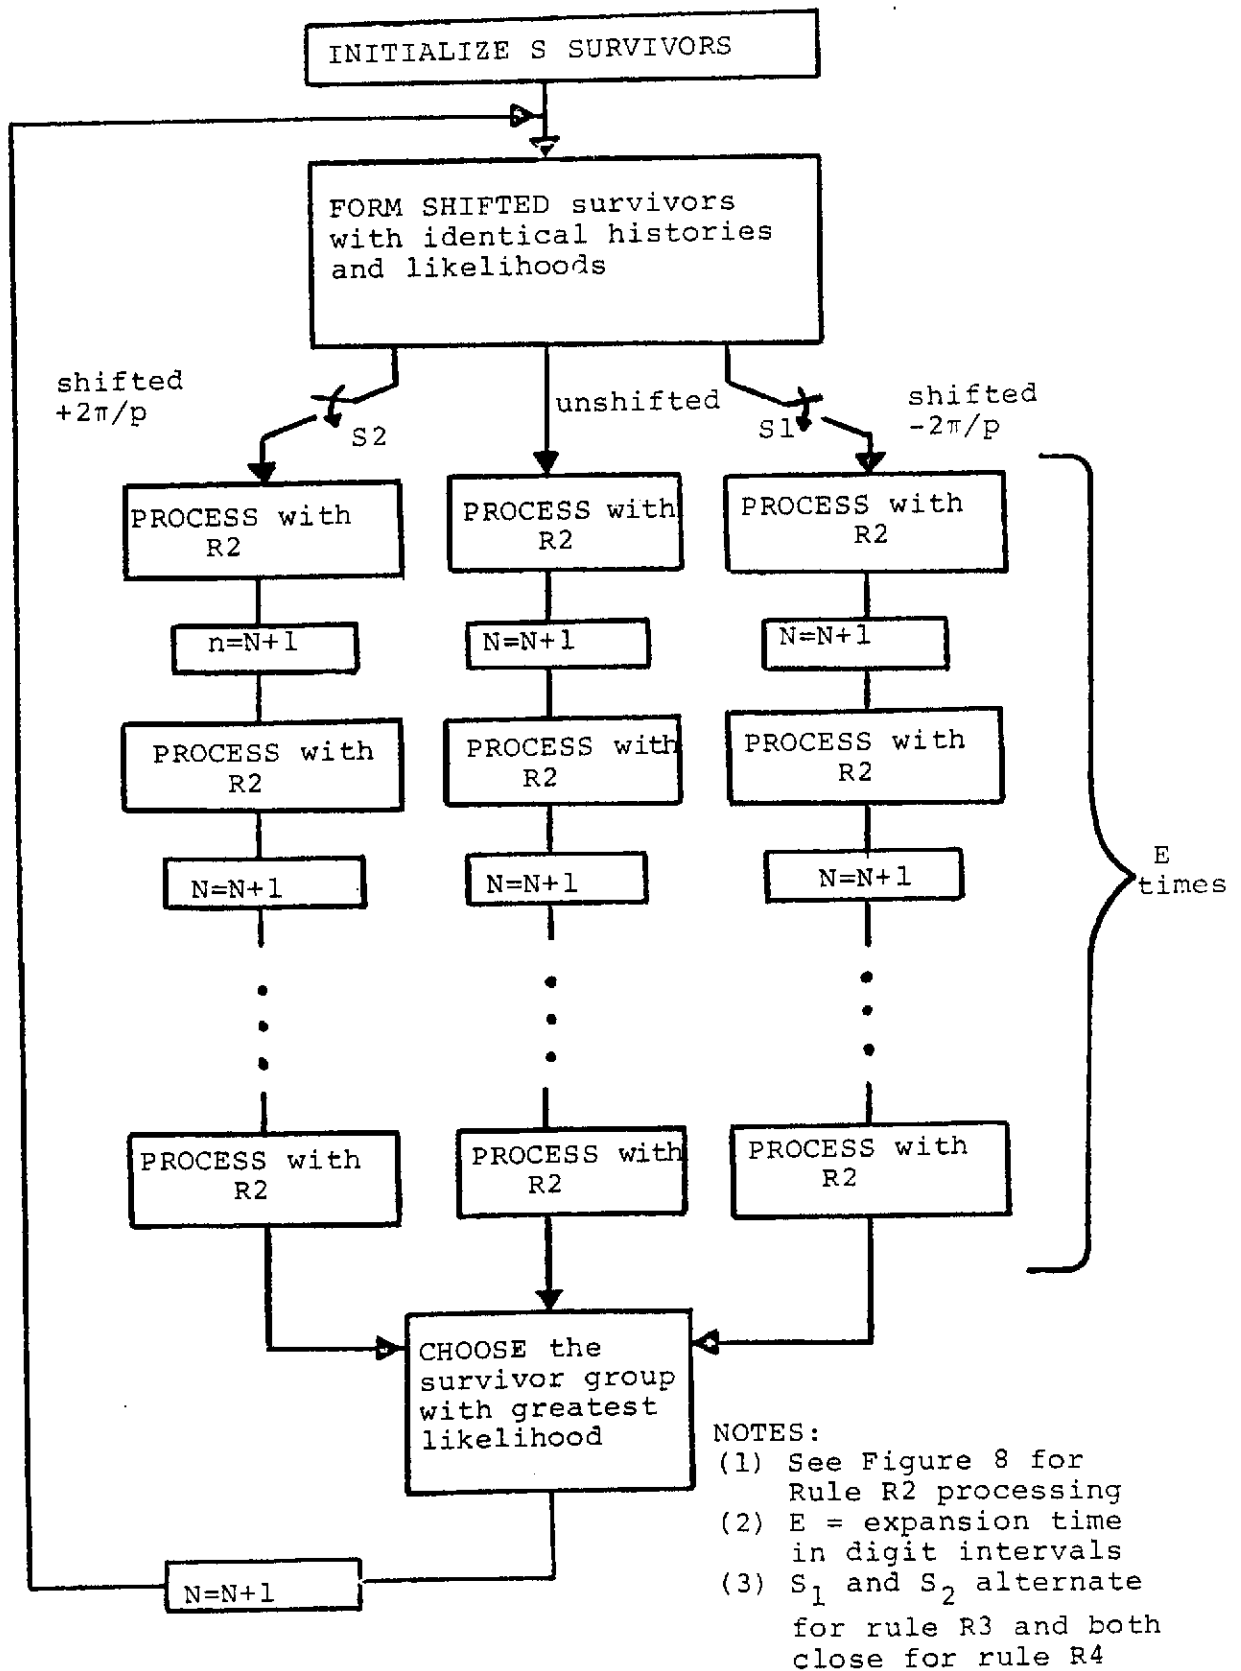 INITIALIZE S SURVIVORS
FORM SHIFTED survivors
with identical histories
and likelihoods
shifted
+2π/p
S2
unshifted
S1
shifted
-2π/p
PROCESS with
R2
PROCESS with
R2
PROCESS with
R2
n=N+1
N=N+1
N=N+1
PROCESS with
R2
PROCESS with
R2
PROCESS with
R2
N=N+1
N=N+1
N=N+1
E
times
PROCESS with
R2
PROCESS with
R2
PROCESS with
R2
CHOOSE the
survivor group
with greatest
likelihood
N=N+1
NOTES:
(1) See Figure 8 for
Rule R2 processing
(2) E = expansion time
in digit intervals
(3) S1 and S2 alternate
for rule R3 and both
close for rule R4